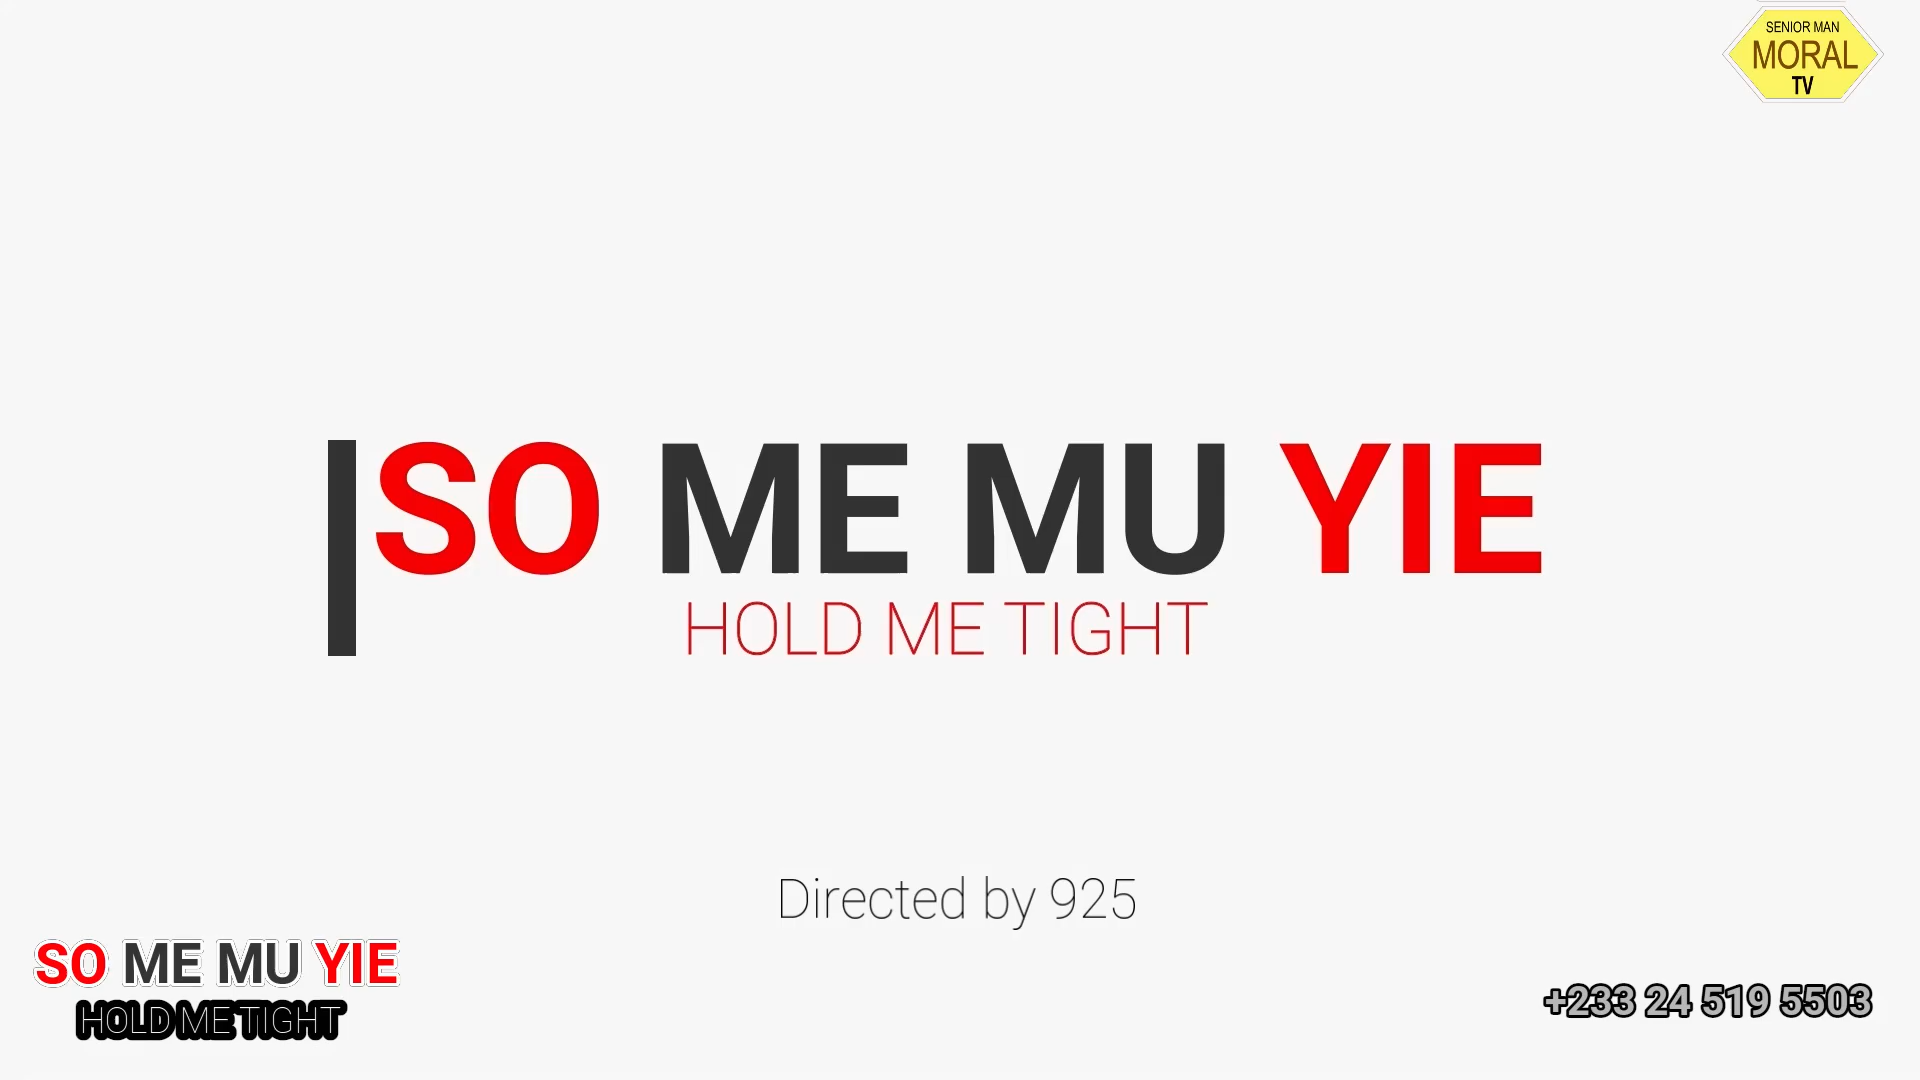 SENIOR MAN
MORAL
TV
SO ME MU YIE
HOLD ME TIGHT
Directed by 925
SO ME MU YIE
HOLD ME TIGHT
+233 24 519 5503